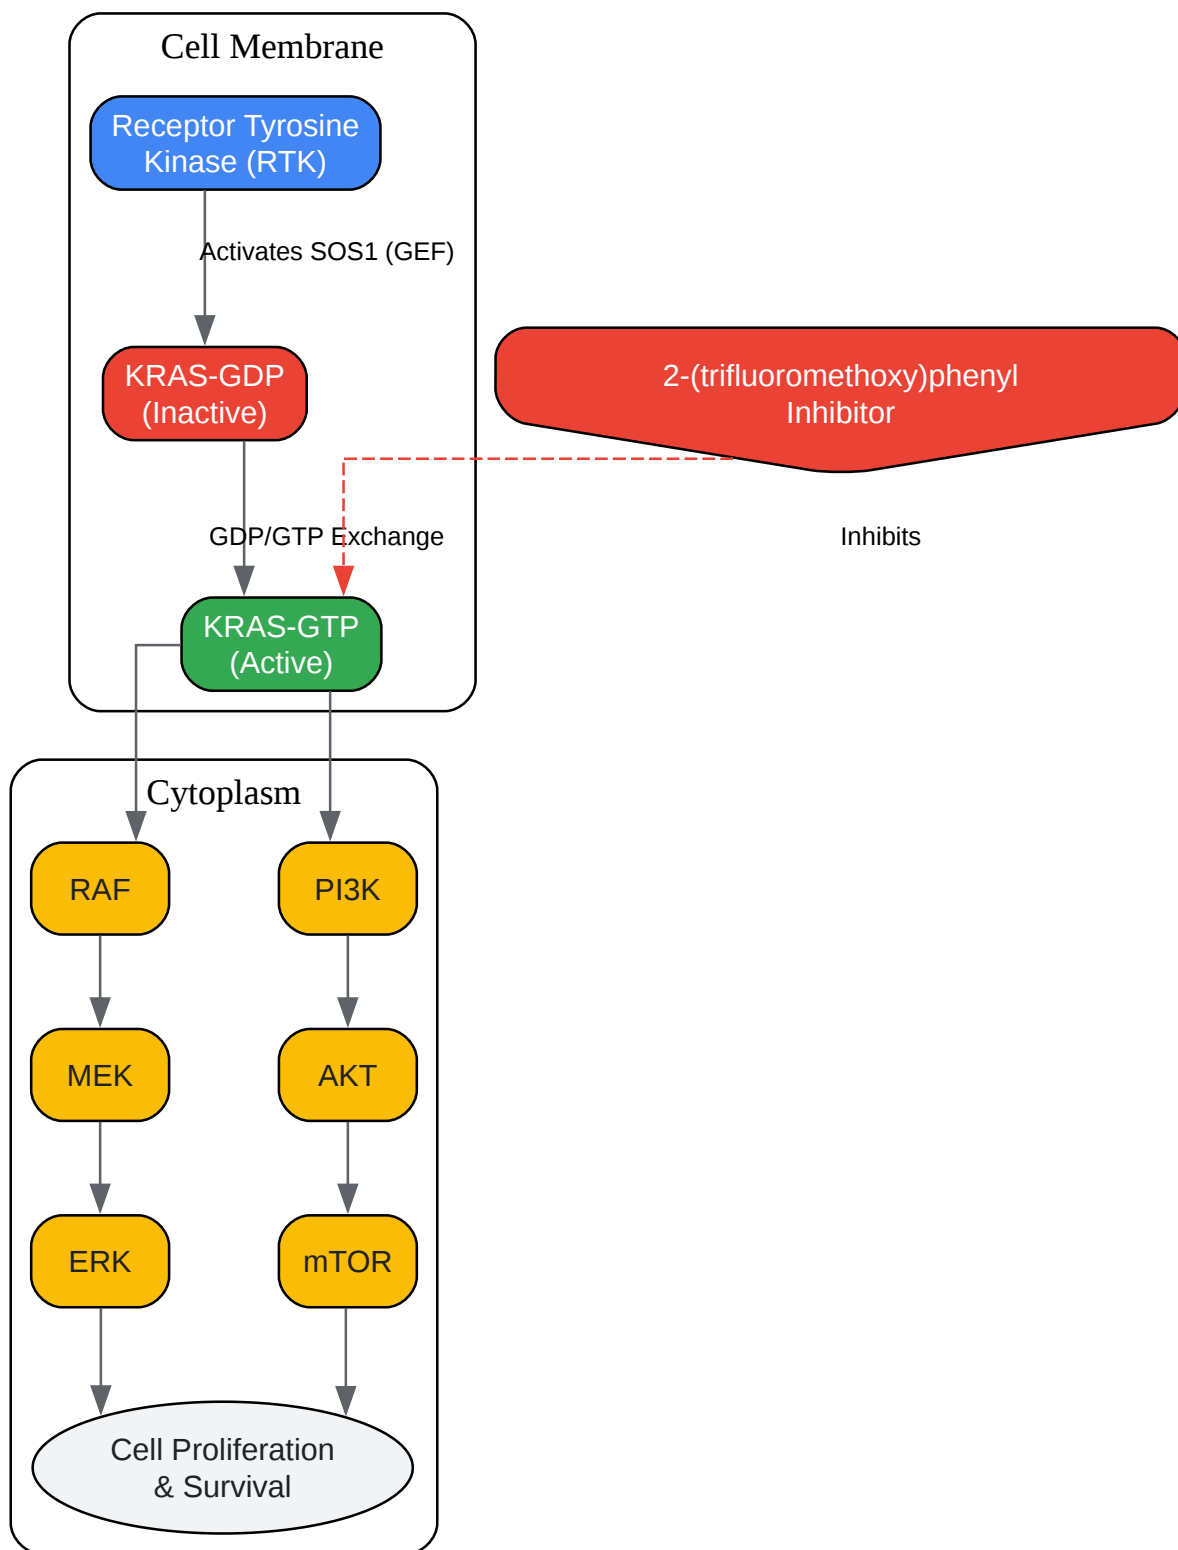 Cell Membrane
Receptor Tyrosine
Kinase (RTK)
Activates SOS1 (GEF)
KRAS-GDP
(Inactive)
2-(trifluoromethoxy)phenyl
Inhibitor
GDP/GTP Exchange
Inhibits
KRAS-GTP
(Active)
Cytoplasm
RAF
PI3K
MEK
AKT
ERK
mTOR
Cell Proliferation
& Survival